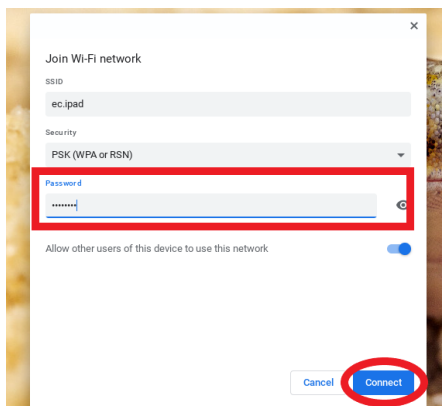 Join Wi-Fi network
SSID
ec.ipad
Security
PSK (WPA or RSN)
Password
••••••••
Allow other users of this device to use this network
Cancel Connect